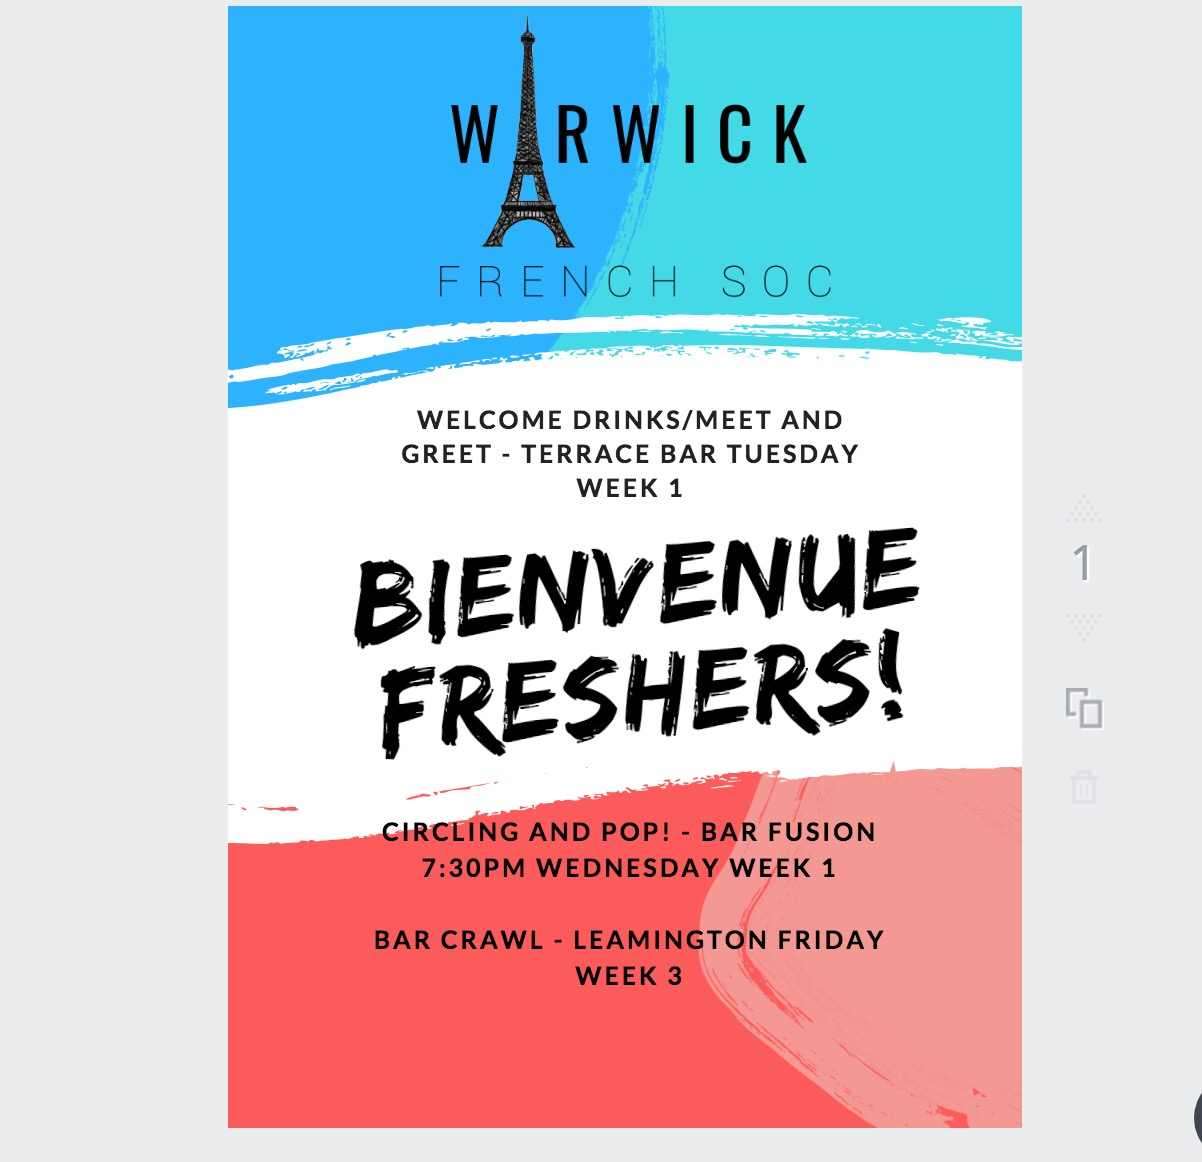 WARWICK
FRENCH SOC
WELCOME DRINKS/MEET AND
GREET - TERRACE BAR TUESDAY
WEEK 1
BIENVENUE
FRESHERS!
CIRCLING AND POP! - BAR FUSION
7:30PM WEDNESDAY WEEK 1
BAR CRAWL - LEAMINGTON FRIDAY
WEEK 3
1